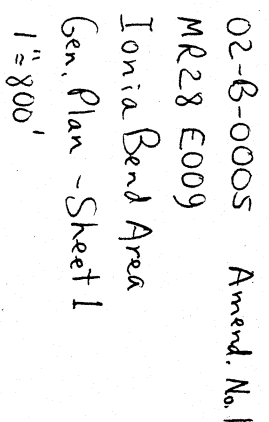 02-B-0005 Amend. No. 1
MR28 E009
Ionia Bend Area
Gen. Plan - Sheet 1
1" = 800'